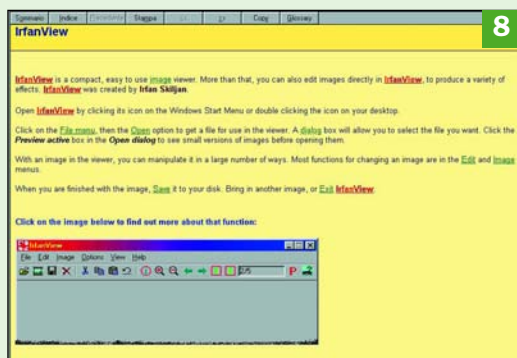 Sommario Indice Precedente Stampa << >> Copy Glossary
8
IrfanView
IrfanView is a compact, easy to use image viewer. More than that, you can also edit images directly in IrfanView, to produce a variety of
effects. IrfanView was created by Irfan Skiljan.
Open IrfanView by clicking its icon on the Windows Start Menu or double clicking the icon on your desktop.
Click on the File menu, then the Open option to get a file for use in the viewer. A dialog box will allow you to select the file you want. Click the
Preview active box in the Open dialog to see small versions of images before opening them.
With an image in the viewer, you can manipulate it in a large number of ways. Most functions for changing an image are in the Edit and Image
menus.
When you are finished with the image, Save it to your disk. Bring in another image, or Exit IrfanView.
Click on the image below to find out more about that function:
IrfanView
File Edit Image Options View Help
P